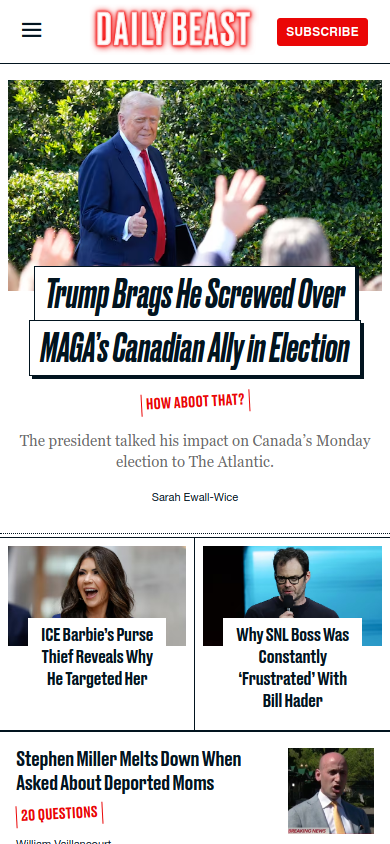 DAILY BEAST
SUBSCRIBE
Trump Brags He Screwed Over
MAGA’s Canadian Ally in Election
HOW ABOOT THAT?
The president talked his impact on Canada’s Monday
election to The Atlantic.
Sarah Ewall-Wice
ICE Barbie’s Purse
Thief Reveals Why
He Targeted Her
Why SNL Boss Was
Constantly
‘Frustrated’ With
Bill Hader
Stephen Miller Melts Down When
Asked About Deported Moms
20 QUESTIONS
BREAKING NEWS
William Vaillancourt